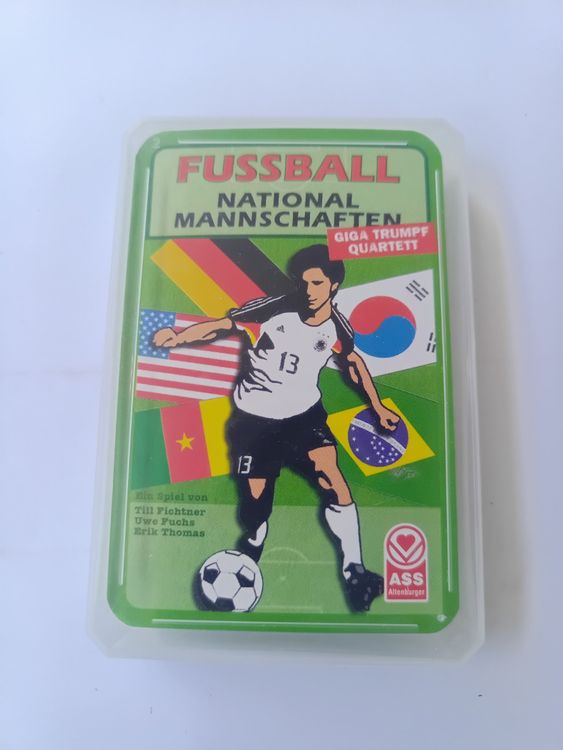 FUSSBALL
NATIONAL
MANNSCHAFTEN
GIGA TRUMPF
QUARTETT
13
13
Ein Spiel von
Till Fichtner
Uwe Fuchs
Erik Thomas
ASS
Altenburger